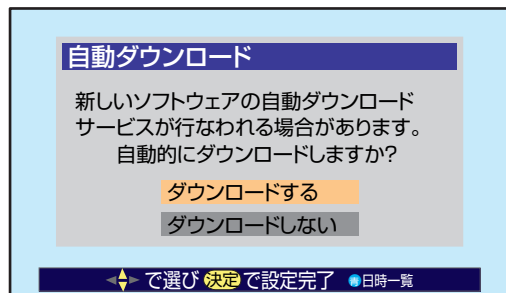 自動ダウンロード
新しいソフトウェアの自動ダウンロード
サービスが行なわれる場合があります。
自動的にダウンロードしますか?
ダウンロードする
ダウンロードしない
で選び 決定 で設定完了 青 日時一覧